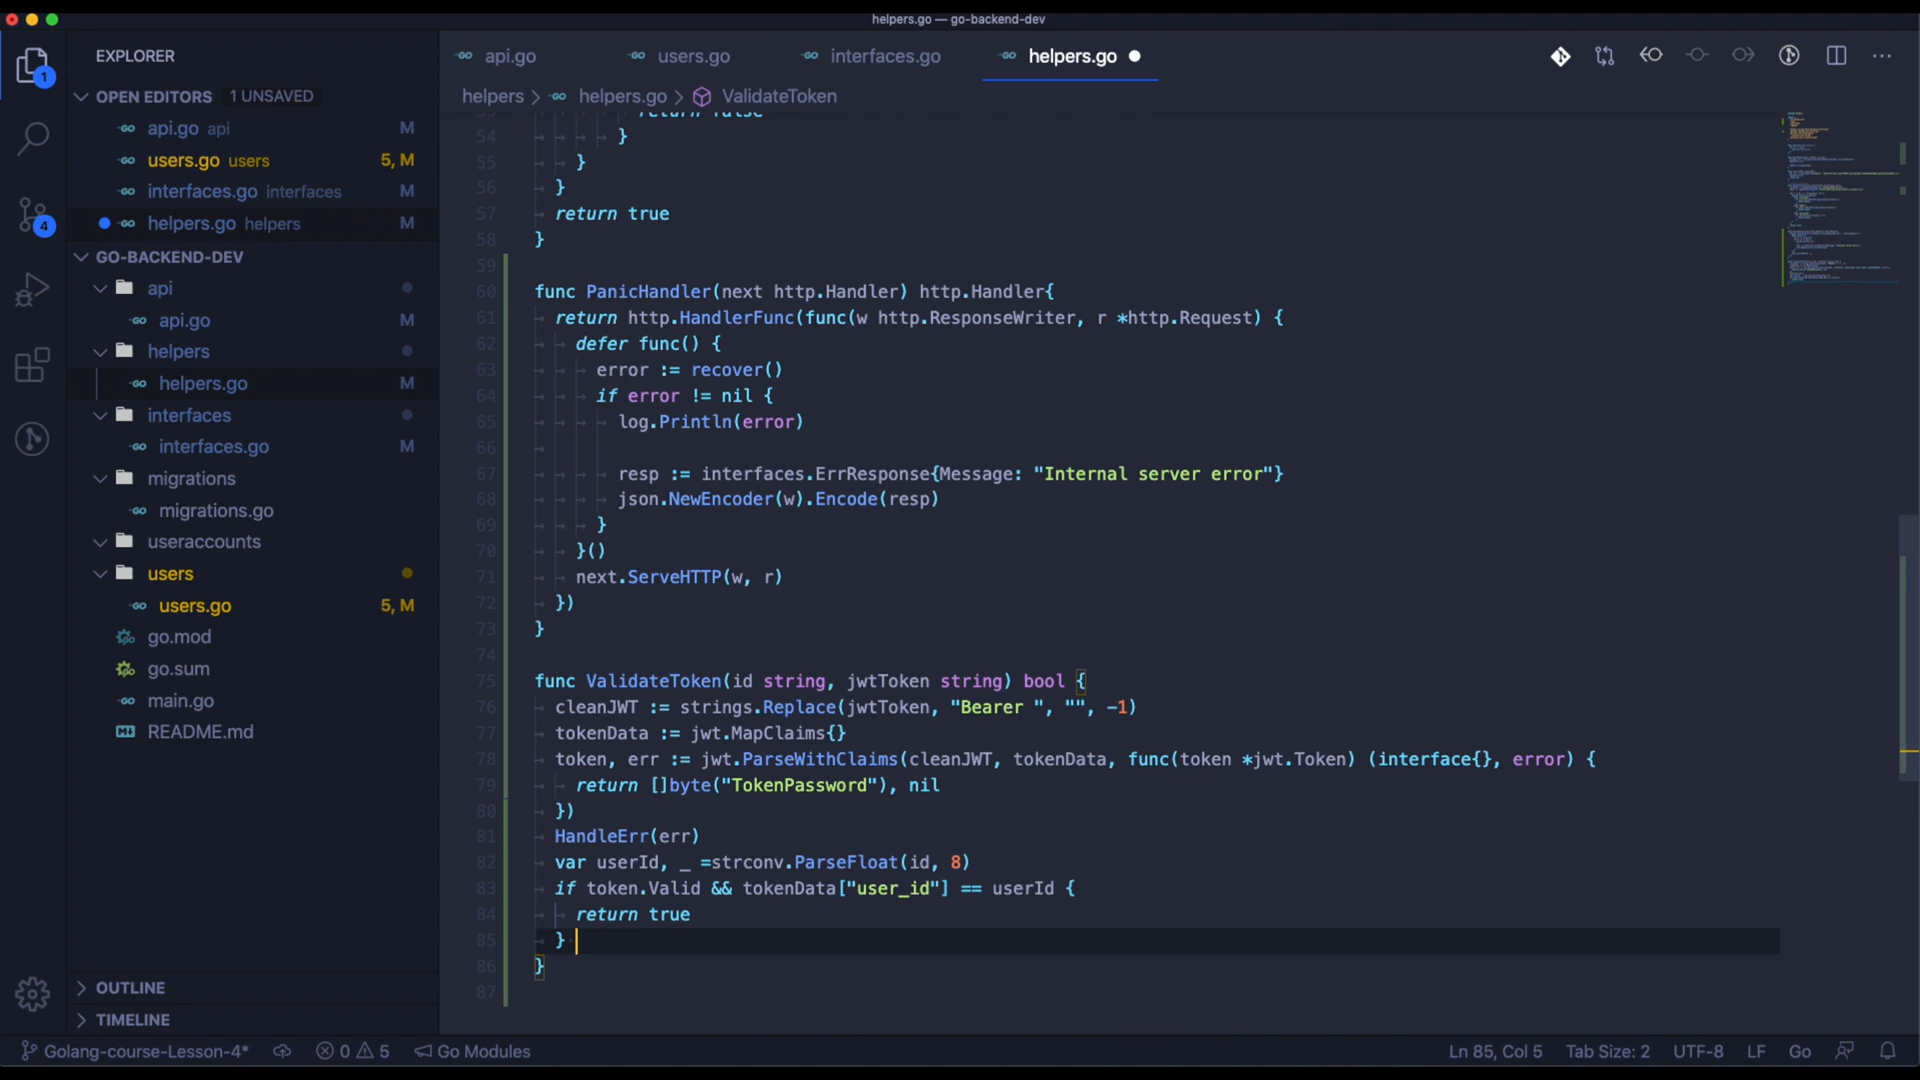 helpers.go — go-backend-dev
EXPLORER
OPEN EDITORS 1 UNSAVED
api.go api M
users.go users 5, M
interfaces.go interfaces M
helpers.go helpers M
GO-BACKEND-DEV
api
api.go M
helpers
helpers.go M
interfaces
interfaces.go M
migrations
migrations.go
useraccounts
users
users.go 5, M
go.mod
go.sum
main.go
README.md
OUTLINE
TIMELINE
1
4
api.go users.go interfaces.go helpers.go
helpers > helpers.go > ValidateToken
53 return false
54 }
55 }
56 }
57 return true
58 }
59
60 func PanicHandler(next http.Handler) http.Handler{
61 return http.HandlerFunc(func(w http.ResponseWriter, r *http.Request) {
62 defer func() {
63 error := recover()
64 if error != nil {
65 log.Println(error)
66
67 resp := interfaces.ErrResponse{Message: "Internal server error"}
68 json.NewEncoder(w).Encode(resp)
69 }
70 }()
71 next.ServeHTTP(w, r)
72 })
73 }
74
75 func ValidateToken(id string, jwtToken string) bool {
76 cleanJWT := strings.Replace(jwtToken, "Bearer ", "", -1)
77 tokenData := jwt.MapClaims{}
78 token, err := jwt.ParseWithClaims(cleanJWT, tokenData, func(token *jwt.Token) (interface{}, error) {
79 return []byte("TokenPassword"), nil
80 })
81 HandleErr(err)
82 var userId, _ =strconv.ParseFloat(id, 8)
83 if token.Valid && tokenData["user_id"] == userId {
84 return true
85 }
86 }
87
Golang-course-Lesson-4* 0 5 Go Modules
Ln 85, Col 5 Tab Size: 2 UTF-8 LF Go